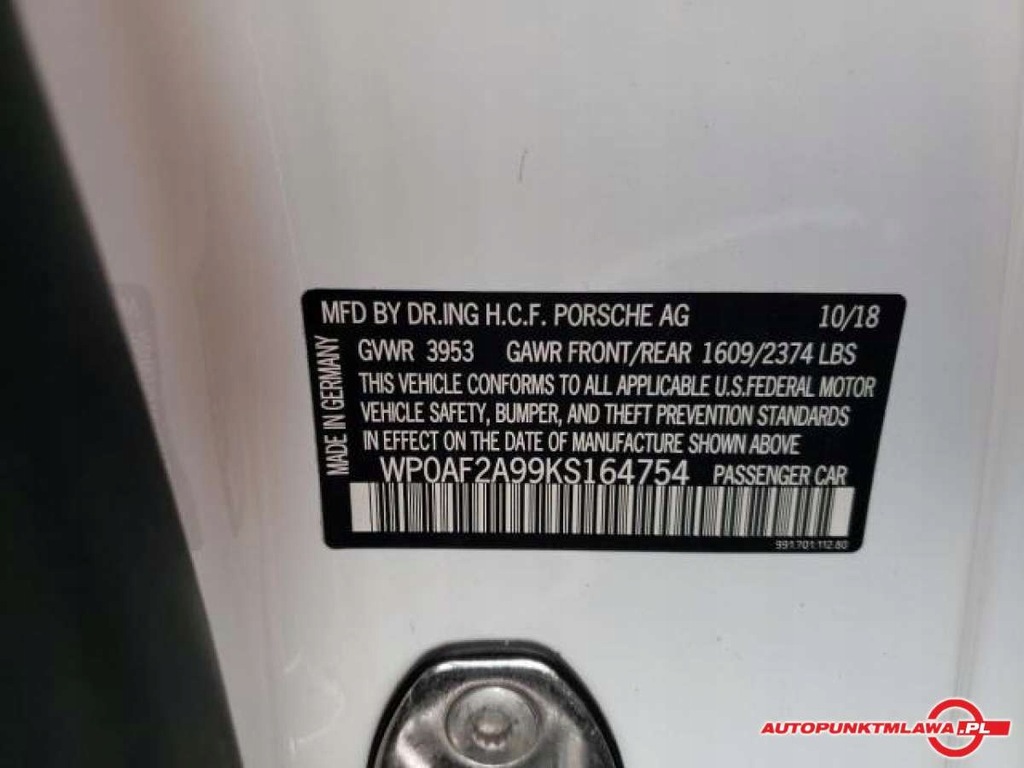 MFD BY DR.ING H.C.F. PORSCHE AG 10/18
GVWR 3953 GAWR FRONT/REAR 1609/2374 LBS
THIS VEHICLE CONFORMS TO ALL APPLICABLE U.S.FEDERAL MOTOR
VEHICLE SAFETY, BUMPER, AND THEFT PREVENTION STANDARDS
IN EFFECT ON THE DATE OF MANUFACTURE SHOWN ABOVE
MADE IN GERMANY
WP0AF2A99KS164754 PASSENGER CAR
991.701.112.80
AUTOPUNKTMLAWA.PL